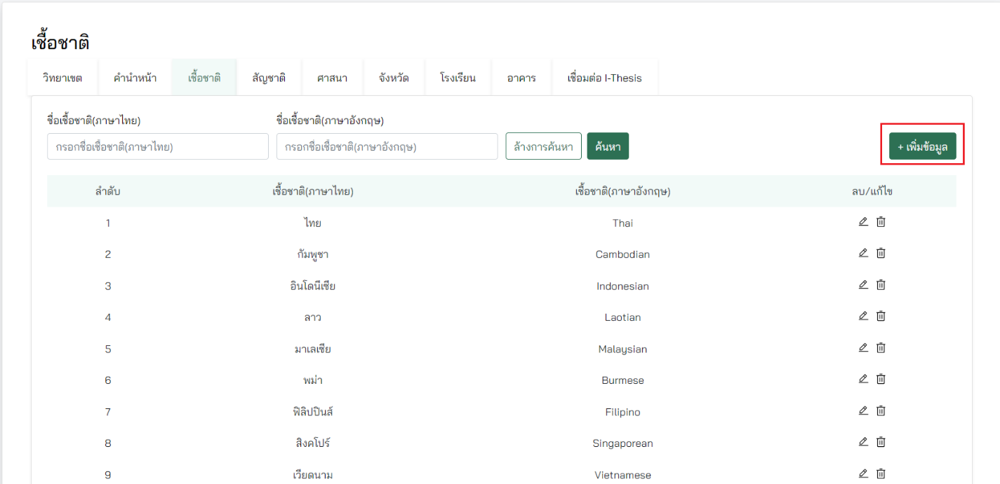 เชื้อชาติ
วิทยาเขต คำนำหน้า เชื้อชาติ สัญชาติ ศาสนา จังหวัด โรงเรียน อาคาร เชื่อมต่อ I-Thesis
ชื่อเชื้อชาติ(ภาษาไทย) ชื่อเชื้อชาติ(ภาษาอังกฤษ)
กรอกชื่อเชื้อชาติ(ภาษาไทย) กรอกชื่อเชื้อชาติ(ภาษาอังกฤษ) ล้างการค้นหา ค้นหา + เพิ่มข้อมูล
ลำดับ เชื้อชาติ(ภาษาไทย) เชื้อชาติ(ภาษาอังกฤษ) ลบ/แก้ไข
1 ไทย Thai
2 กัมพูชา Cambodian
3 อินโดนีเซีย Indonesian
4 ลาว Laotian
5 มาเลเซีย Malaysian
6 พม่า Burmese
7 ฟิลิปปินส์ Filipino
8 สิงคโปร์ Singaporean
9 เวียดนาม Vietnamese